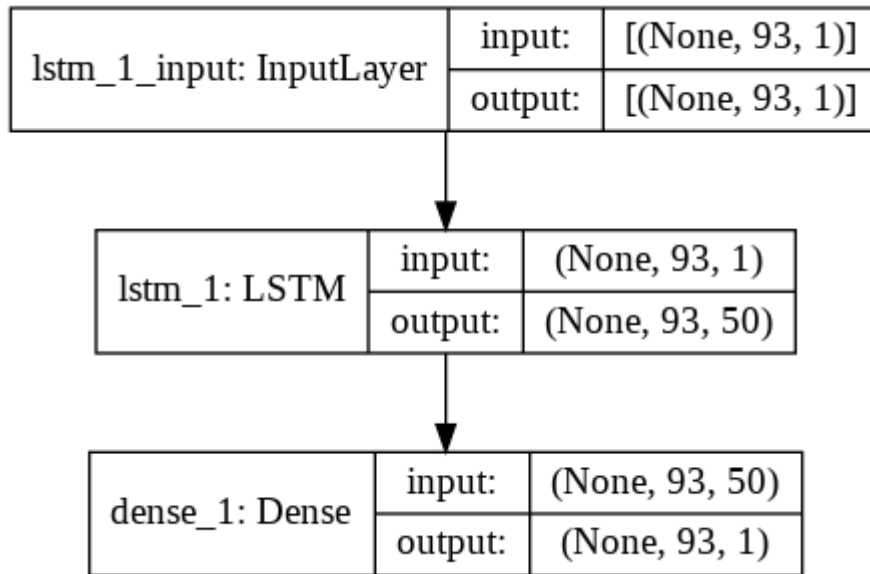 lstm_1_input: InputLayer
input: [(None, 93, 1)]
output: [(None, 93, 1)]
lstm_1: LSTM
input: (None, 93, 1)
output: (None, 93, 50)
dense_1: Dense
input: (None, 93, 50)
output: (None, 93, 1)